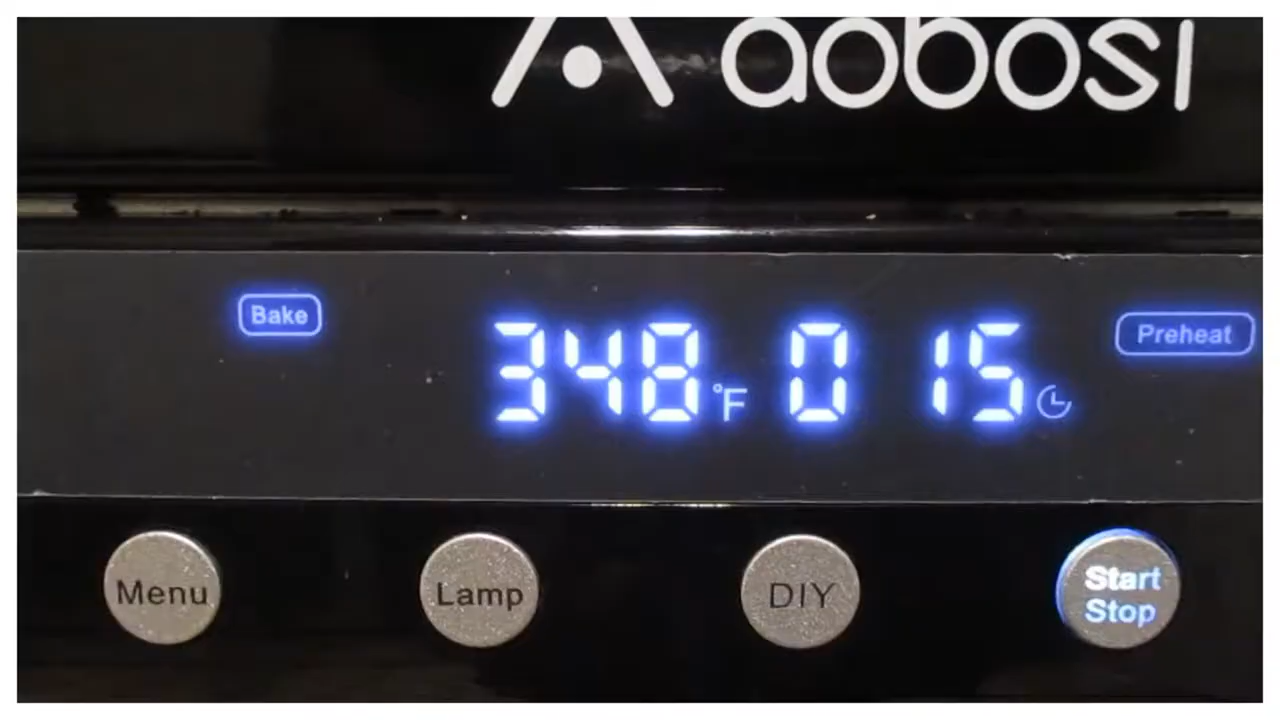 aobosi
Bake
348°F 0 15
Preheat
Menu
Lamp
DIY
Start
Stop